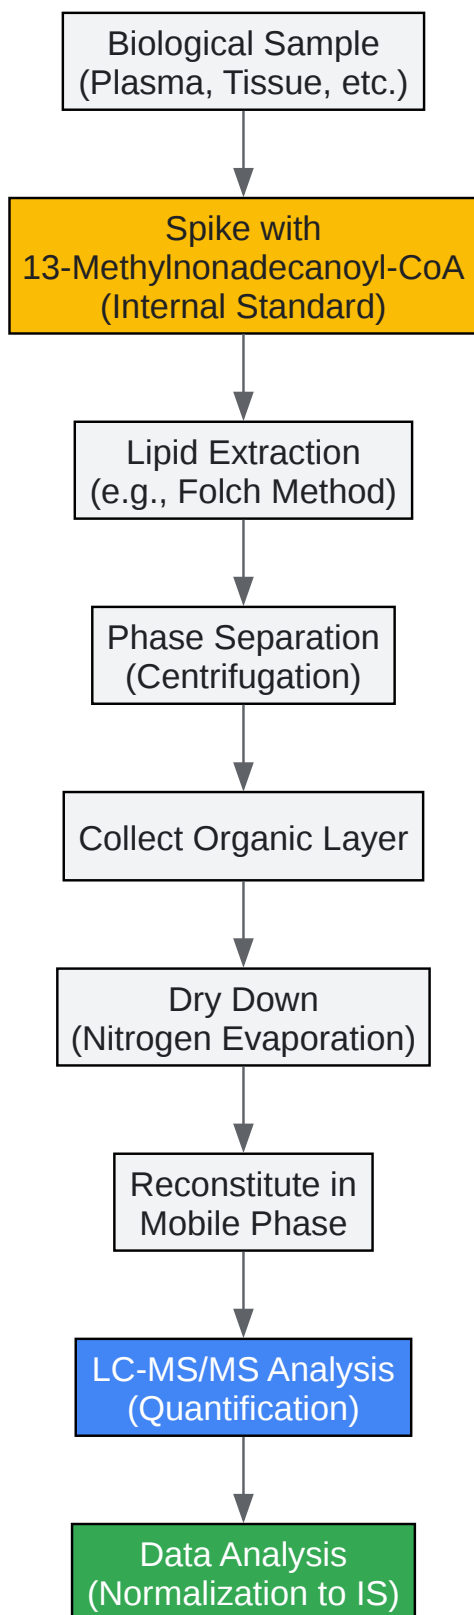 Biological Sample
(Plasma, Tissue, etc.)
Spike with
13-Methylnonadecanoyl-CoA
(Internal Standard)
Lipid Extraction
(e.g., Folch Method)
Phase Separation
(Centrifugation)
Collect Organic Layer
Dry Down
(Nitrogen Evaporation)
Reconstitute in
Mobile Phase
LC-MS/MS Analysis
(Quantification)
Data Analysis
(Normalization to IS)